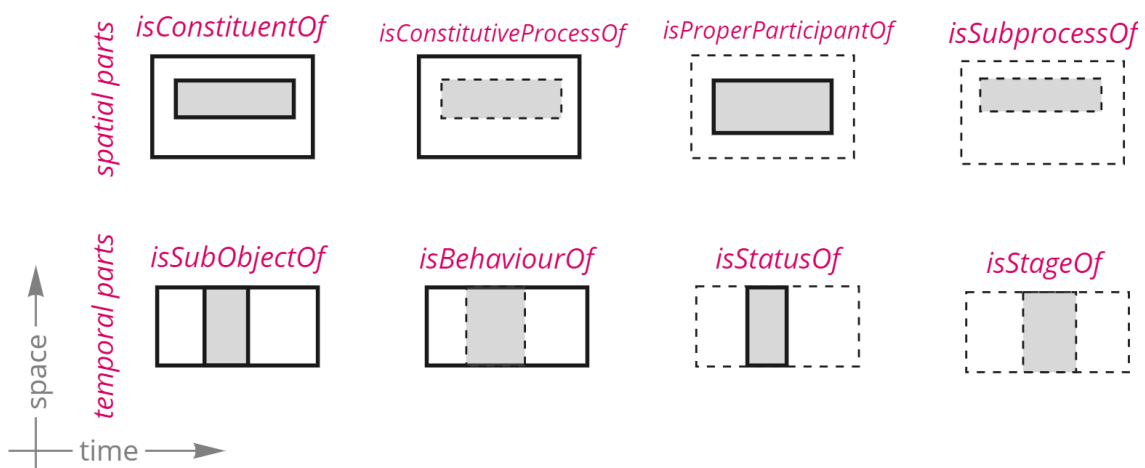 spatial parts
isConstituentOf
isConstitutiveProcessOf
isProperParticipantOf
isSubprocessOf
temporal parts
isSubObjectOf
isBehaviourOf
isStatusOf
isStageOf
space
time